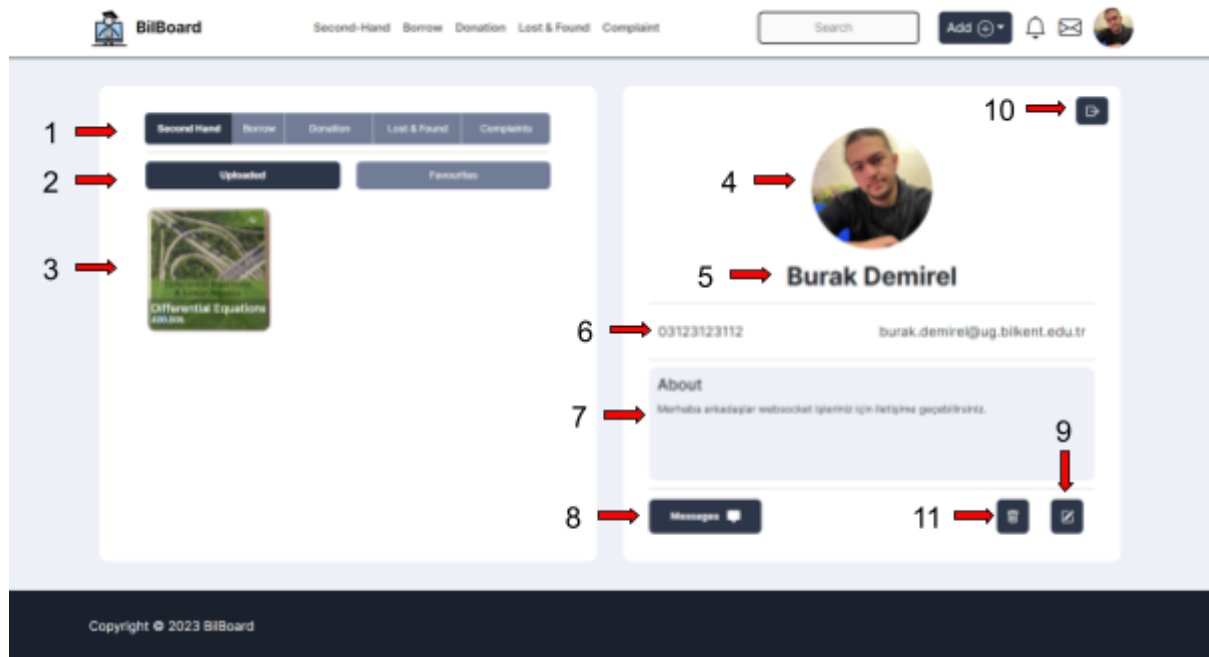 BilBoard
Second-Hand Borrow Donation Lost & Found Complaint
Search
Add
10
1
Second Hand Borrow Donation Lost & Found Complaints
2
Uploaded Favourites
4
3
Differential Equations
5
Burak Demirel
6
03123123112 burak.demirel@ug.bilkent.edu.tr
7
About
Merhaba arkadaşlar websocket işleriniz için iletişime geçebilirsiniz.
9
8
Messages
11
Copyright © 2023 BilBoard